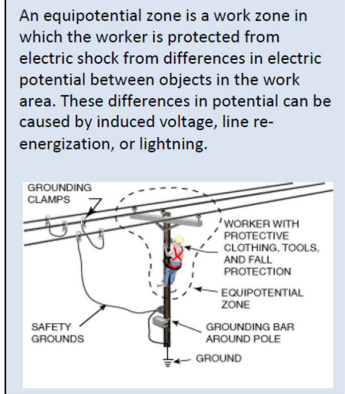 An equipotential zone is a work zone in
which the worker is protected from
electric shock from differences in electric
potential between objects in the work
area. These differences in potential can be
caused by induced voltage, line re-
energization, or lightning.
GROUNDING
CLAMPS
WORKER WITH
PROTECTIVE
CLOTHING, TOOLS,
AND FALL
PROTECTION
EQUIPOTENTIAL
ZONE
SAFETY
GROUNDS
GROUNDING BAR
AROUND POLE
GROUND